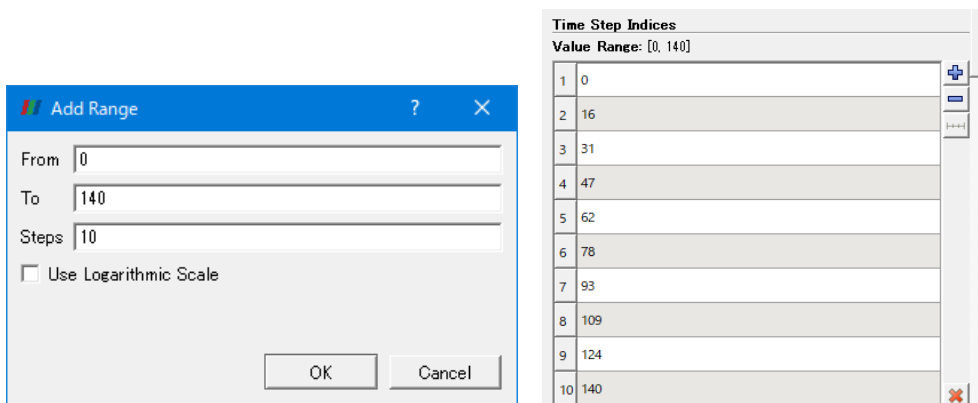 Add Range
?
From 0
To 140
Steps 10
Use Logarithmic Scale
OK Cancel
Time Step Indices
Value Range: [0, 140]
1 0
2 16
3 31
4 47
5 62
6 78
7 93
8 109
9 124
10 140